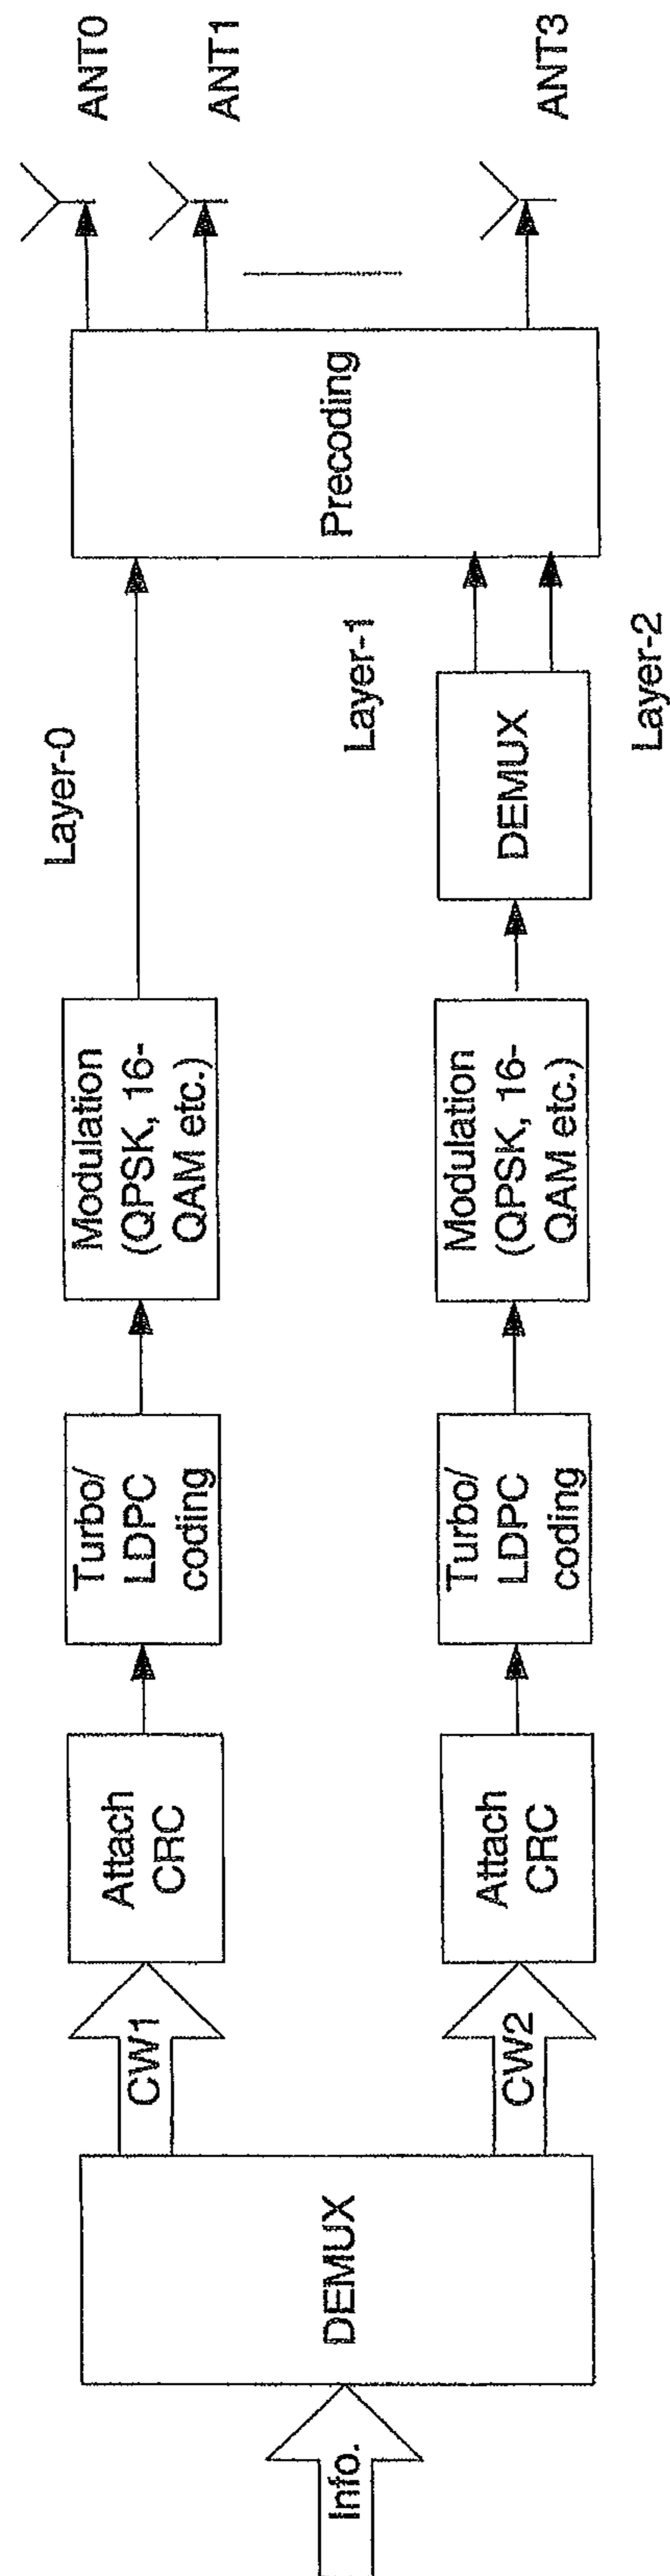 Info.
DEMUX
CW1
Attach
CRC
Turbo/
LDPC
coding
Modulation
(QPSK, 16-
QAM etc.)
Layer-0
CW2
Attach
CRC
Turbo/
LDPC
coding
Modulation
(QPSK, 16-
QAM etc.)
DEMUX
Layer-1
Layer-2
Precoding
ANT0
ANT1
ANT3